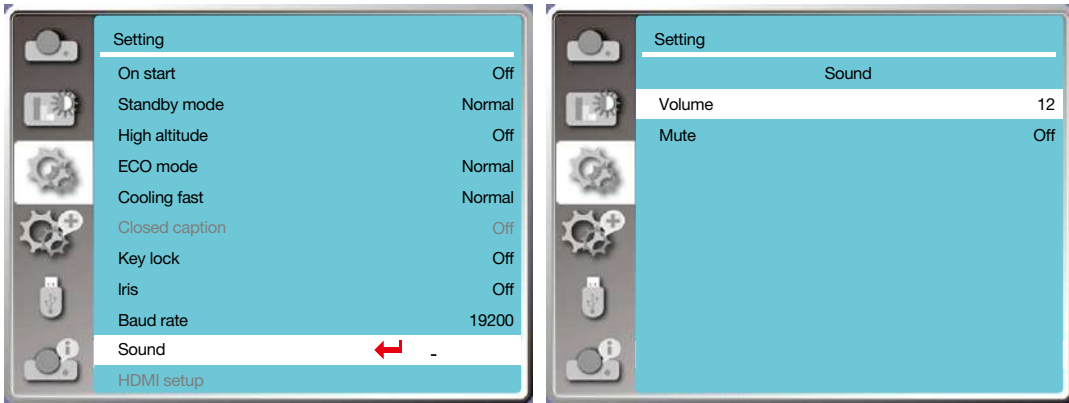 Setting
On start Off
Standby mode Normal
High altitude Off
ECO mode Normal
Cooling fast Normal
Closed caption Off
Key lock Off
Iris Off
Baud rate 19200
Sound -
HDMI setup
Setting
Sound
Volume 12
Mute Off